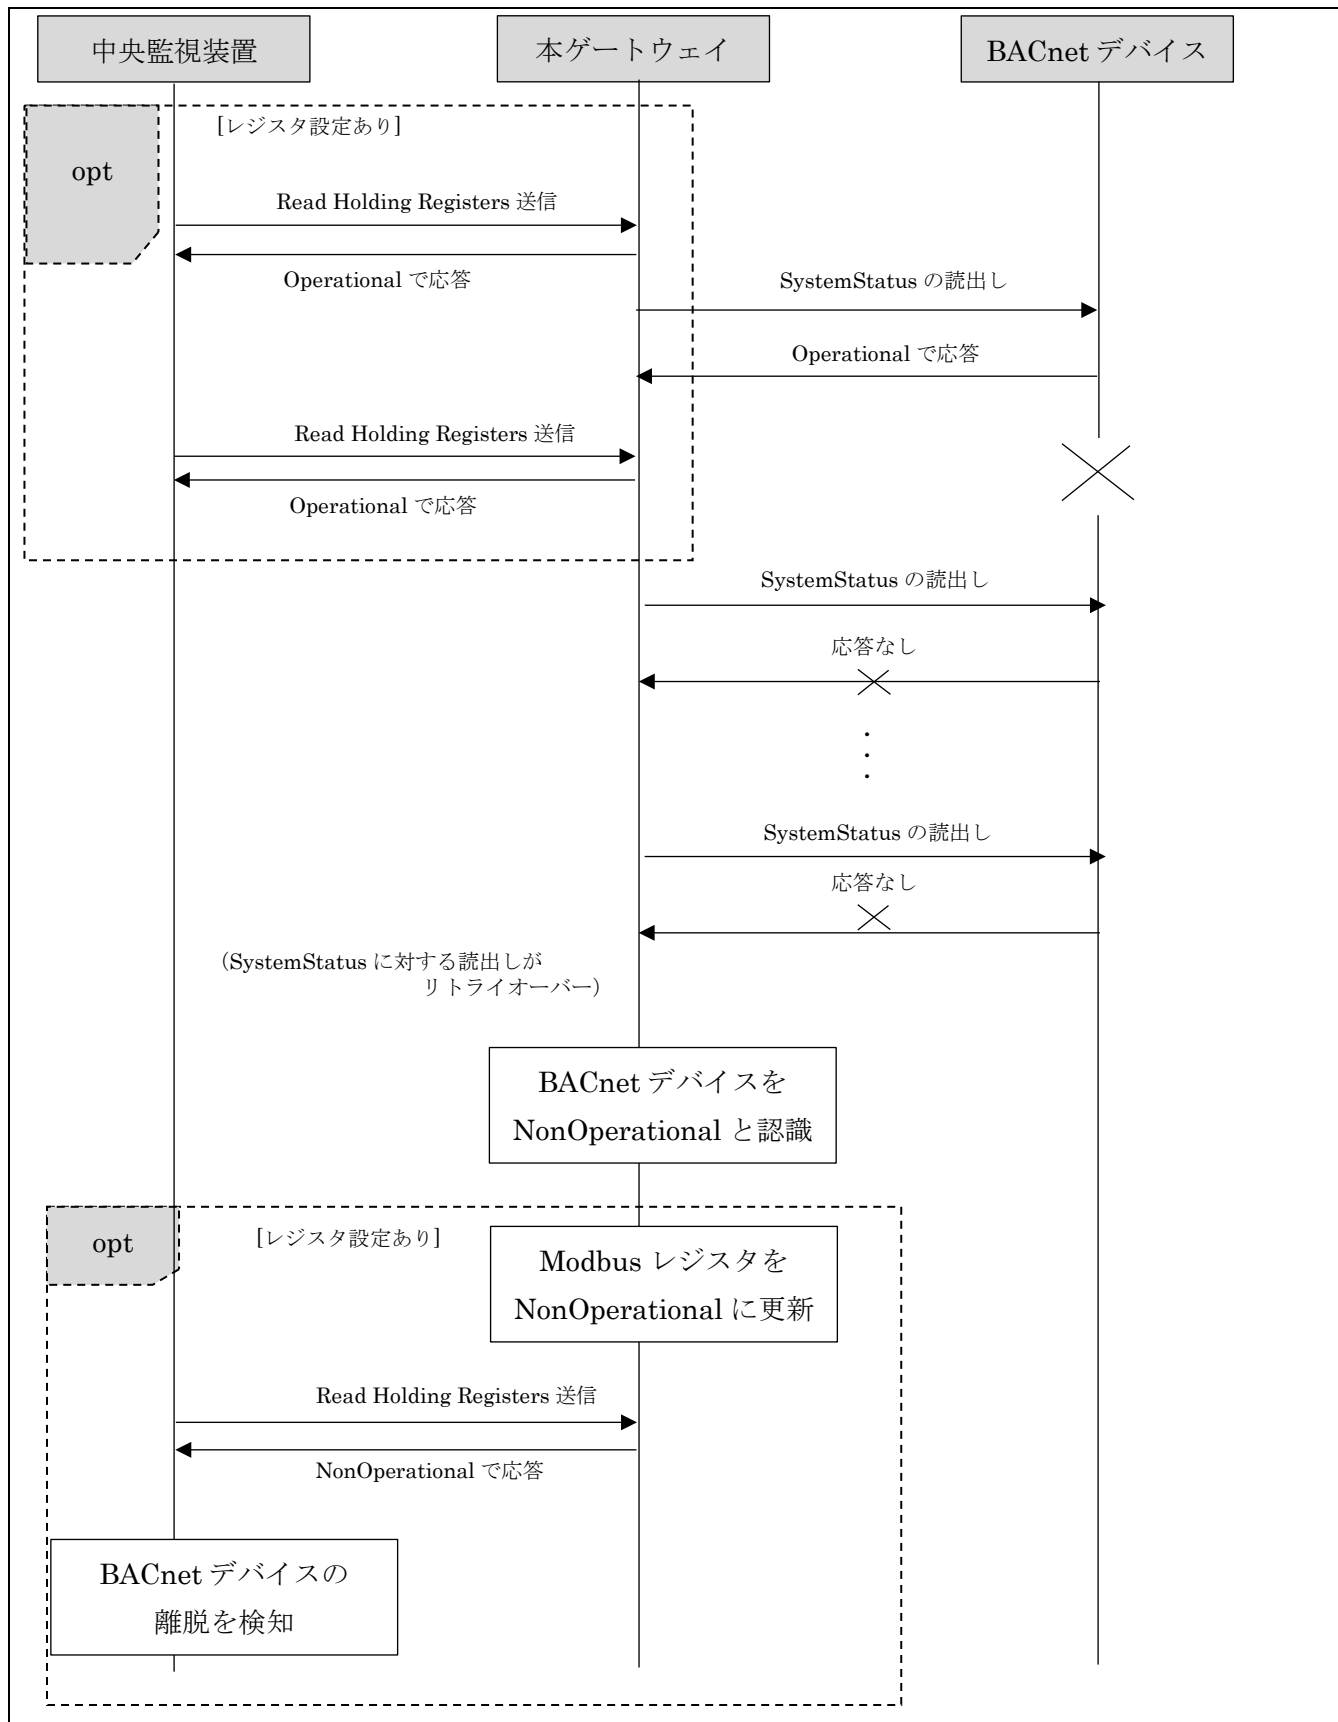 中央監視装置
本ゲートウェイ
BACnet デバイス
[レジスタ設定あり]
opt
Read Holding Registers 送信
Operational で応答
SystemStatus の読出し
Operational で応答
Read Holding Registers 送信
Operational で応答
SystemStatus の読出し
応答なし
・
・
・
SystemStatus の読出し
応答なし
（SystemStatus に対する読出しが
リトライオーバー）
BACnet デバイスを
NonOperational と認識
opt
[レジスタ設定あり]
Modbus レジスタを
NonOperational に更新
Read Holding Registers 送信
NonOperational で応答
BACnet デバイスの
離脱を検知